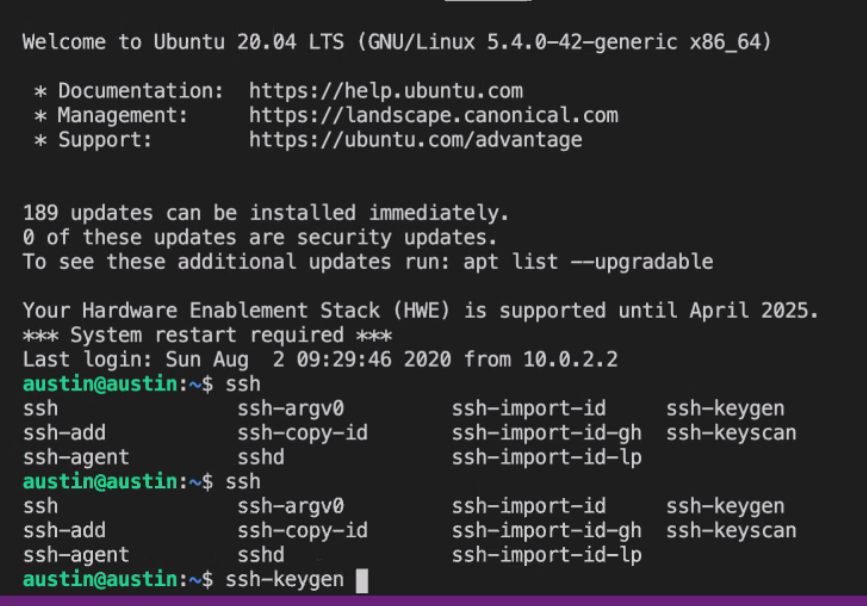 Welcome to Ubuntu 20.04 LTS (GNU/Linux 5.4.0-42-generic x86_64)
* Documentation:  https://help.ubuntu.com
* Management:     https://landscape.canonical.com
* Support:        https://ubuntu.com/advantage
189 updates can be installed immediately.
0 of these updates are security updates.
To see these additional updates run: apt list --upgradable
Your Hardware Enablement Stack (HWE) is supported until April 2025.
*** System restart required ***
Last login: Sun Aug  2 09:29:46 2020 from 10.0.2.2
austin@austin:~$ ssh
ssh               ssh-argv0         ssh-import-id     ssh-keygen
ssh-add           ssh-copy-id       ssh-import-id-gh  ssh-keyscan
ssh-agent         sshd              ssh-import-id-lp
austin@austin:~$ ssh
ssh               ssh-argv0         ssh-import-id     ssh-keygen
ssh-add           ssh-copy-id       ssh-import-id-gh  ssh-keyscan
ssh-agent         sshd              ssh-import-id-lp
austin@austin:~$ ssh-keygen